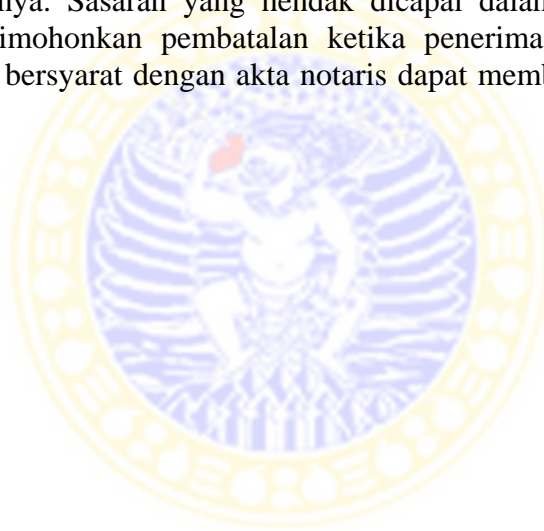 nya. Sasaran yang hendak dicapai dalam
imohonkan pembatalan ketika penerima
bersyarat dengan akta notaris dapat memb